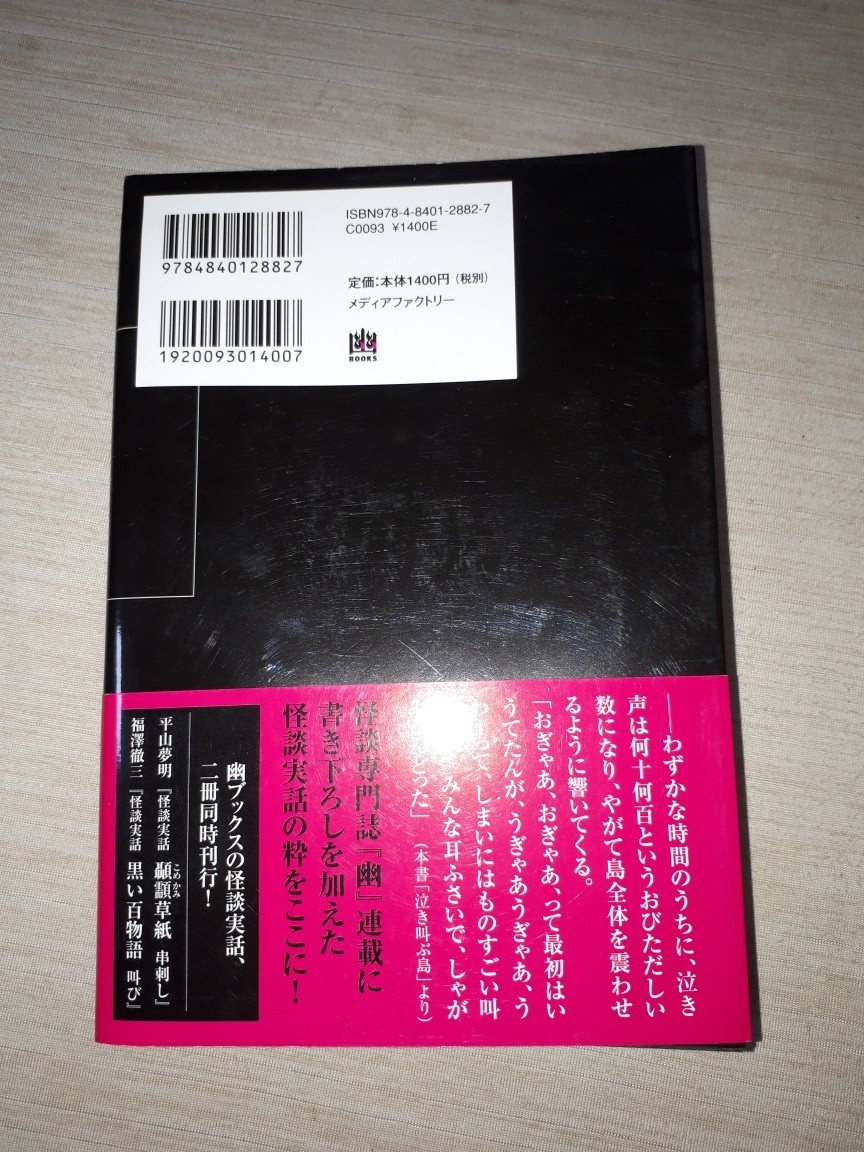 ISBN978-4-8401-2882-7
C0093 ¥1400E
9784840128827
定価：本体1400円（税別）
メディアファクトリー
1920093014007
幽
BOOKS
――わずかな時間のうちに、泣き
声は何十何百というおびただしい
数になり、やがて島全体を震わせ
るように響いてくる。
「おぎゃあ、おぎゃあ、って最初はい
うてたんが、うぎゃあうぎゃあ、う
って、しまいにはものすごい叫
みんな耳ふさいで、しゃが
とった」
（本書「泣き叫ぶ島」より）
怪談専門誌『幽』連載に
書き下ろしを加えた
怪談実話の粋をここに！
幽ブックスの怪談実話、
二冊同時刊行！
平山夢明『怪談実話 顳顬草紙 串刺し』
こめかみ
福澤徹三『怪談実話 黒い百物語 叫び』